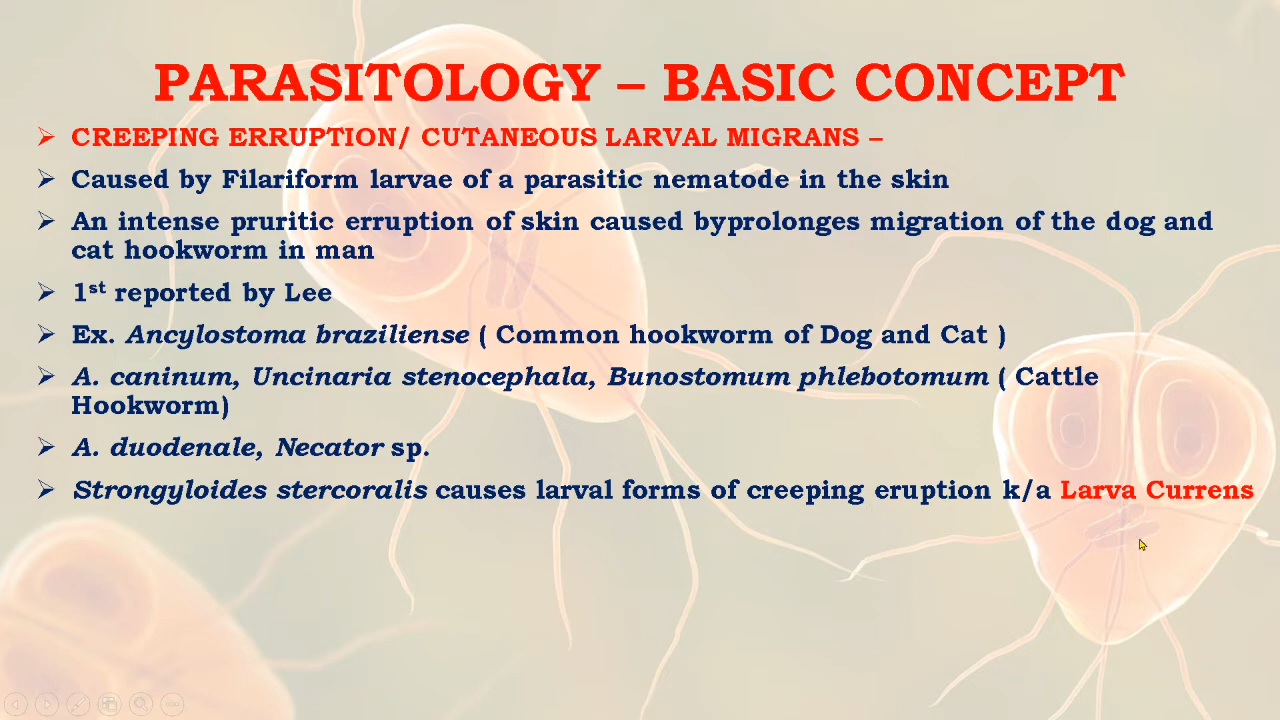 PARASITOLOGY – BASIC CONCEPT
➢ CREEPING ERRUPTION/ CUTANEOUS LARVAL MIGRANS –
➢ Caused by Filariform larvae of a parasitic nematode in the skin
➢ An intense pruritic erruption of skin caused byprolonges migration of the dog and
cat hookworm in man
➢ 1st reported by Lee
➢ Ex. Ancylostoma braziliense ( Common hookworm of Dog and Cat )
➢ A. caninum, Uncinaria stenocephala, Bunostomum phlebotomum ( Cattle
Hookworm)
➢ A. duodenale, Necator sp.
➢ Strongyloides stercoralis causes larval forms of creeping eruption k/a Larva Currens